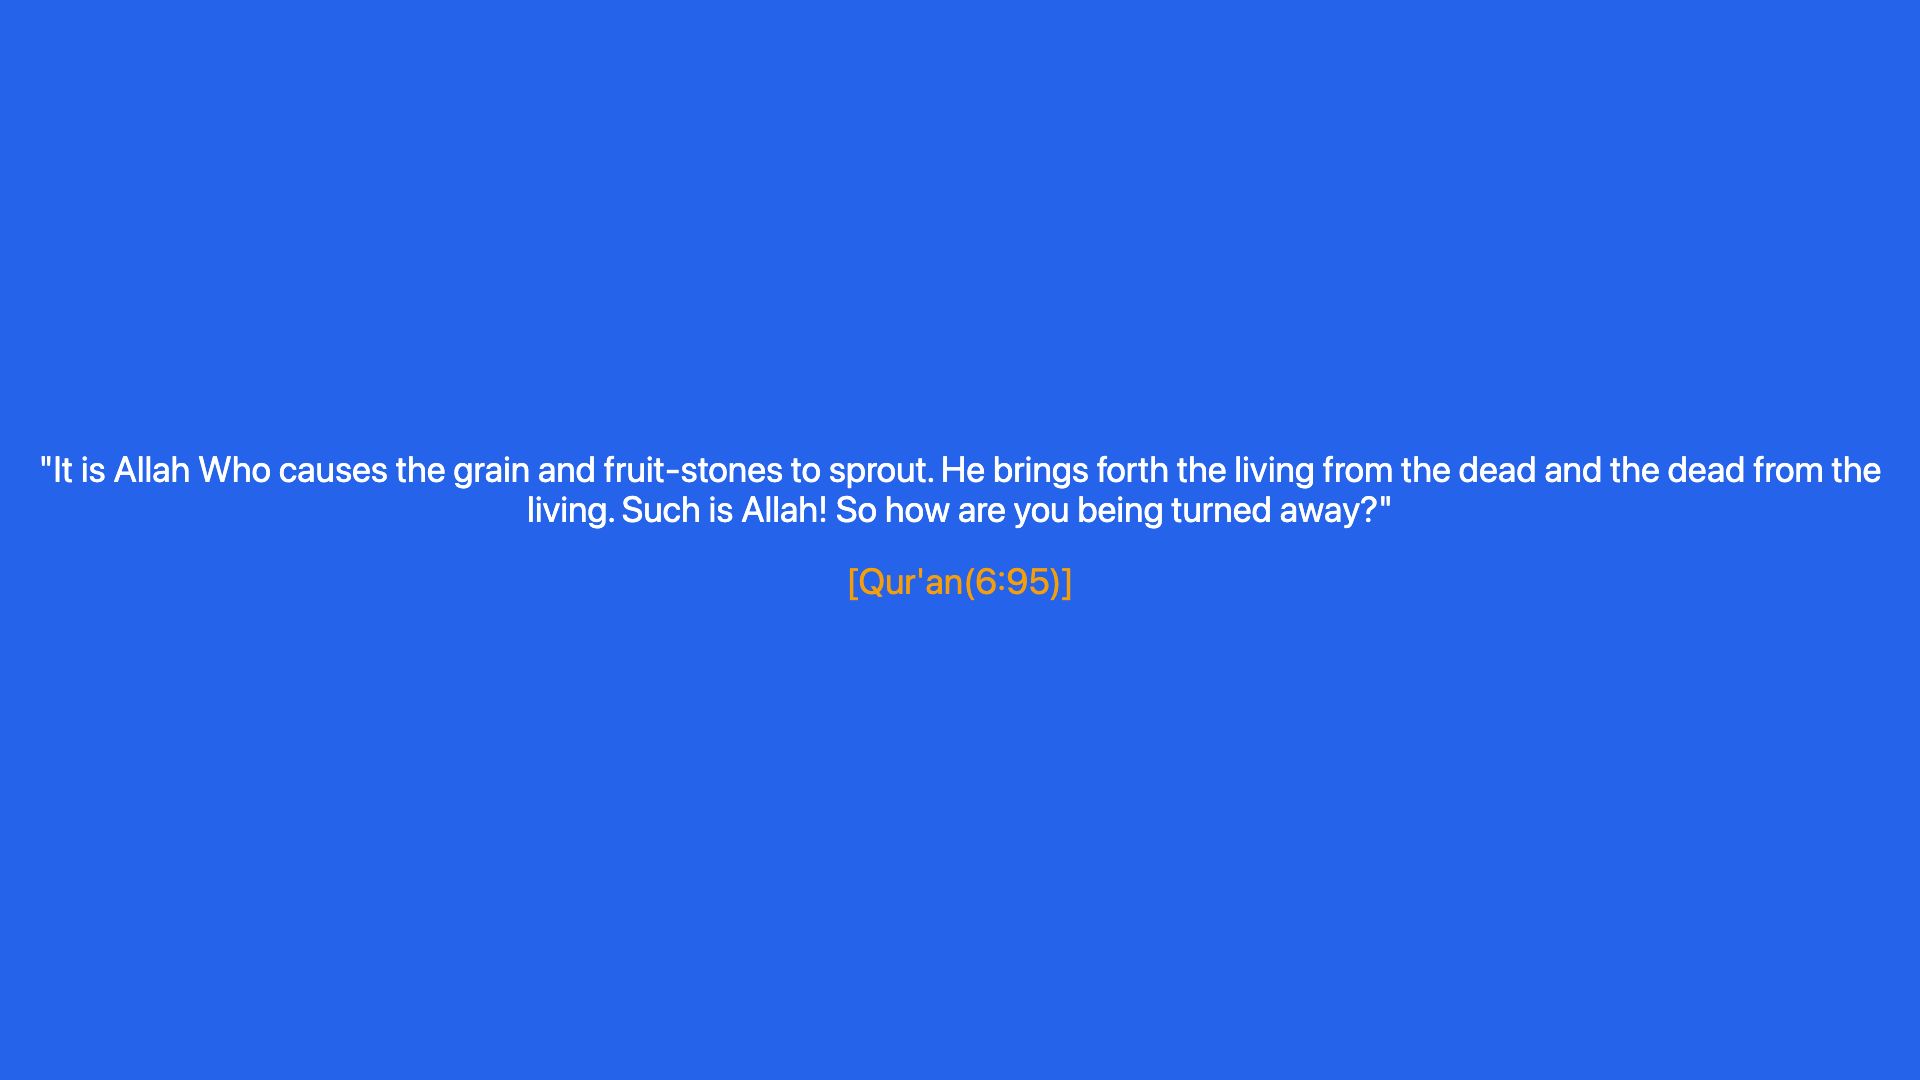 "It is Allah Who causes the grain and fruit-stones to sprout. He brings forth the living from the dead and the dead from the
living. Such is Allah! So how are you being turned away?"
[Qur'an(6:95)]